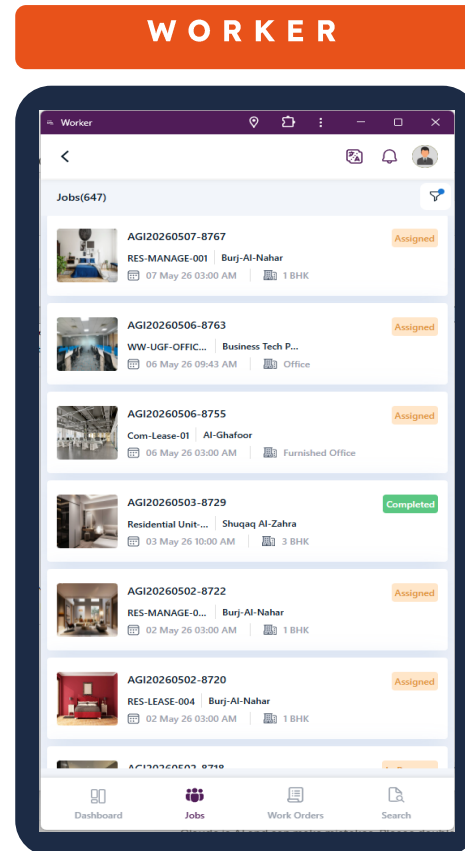 WORKER
Worker
Jobs(647)
AGI20260507-8767
Assigned
RES-MANAGE-001 Burj-Al-Nahar
07 May 26 03:00 AM 1 BHK
AGI20260506-8763
Assigned
WW-UGF-OFFIC... Business Tech P...
06 May 26 09:43 AM Office
AGI20260506-8755
Assigned
Com-Lease-01 Al-Ghafoor
06 May 26 03:00 AM Furnished Office
AGI20260503-8729
Completed
Residential Unit-... Shuqaq Al-Zahra
03 May 26 10:00 AM 3 BHK
AGI20260502-8722
Assigned
RES-MANAGE-0... Burj-Al-Nahar
02 May 26 03:00 AM 1 BHK
AGI20260502-8720
Assigned
RES-LEASE-004 Burj-Al-Nahar
02 May 26 03:00 AM 1 BHK
AGI20260502-8718
Dashboard Jobs Work Orders Search